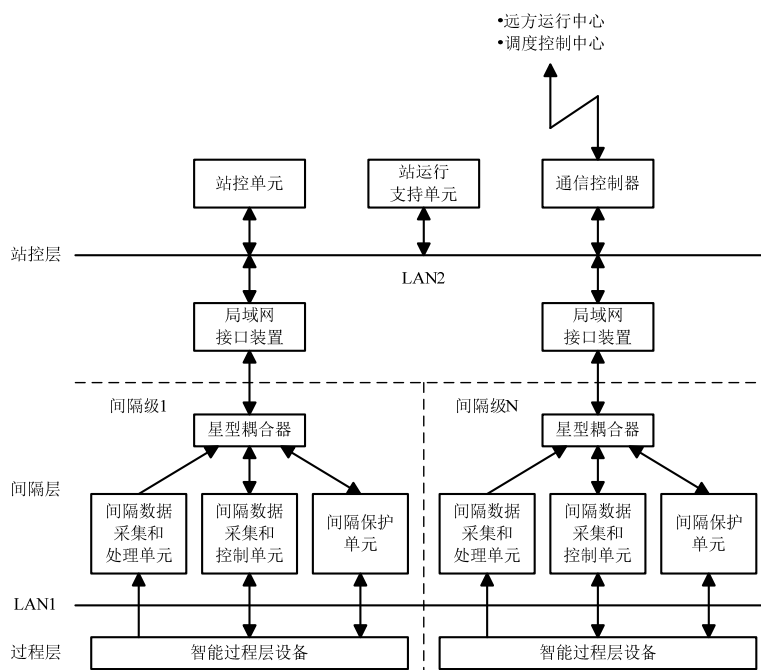 •远方运行中心
•调度控制中心
站控单元
站运行
支持单元
通信控制器
站控层
LAN2
局域网
接口装置
局域网
接口装置
间隔级1
间隔级N
星型耦合器
星型耦合器
间隔层
间隔数据
采集和
处理单元
间隔数据
采集和
控制单元
间隔保护
单元
间隔数据
采集和
处理单元
间隔数据
采集和
控制单元
间隔保护
单元
LAN1
过程层
智能过程层设备
智能过程层设备